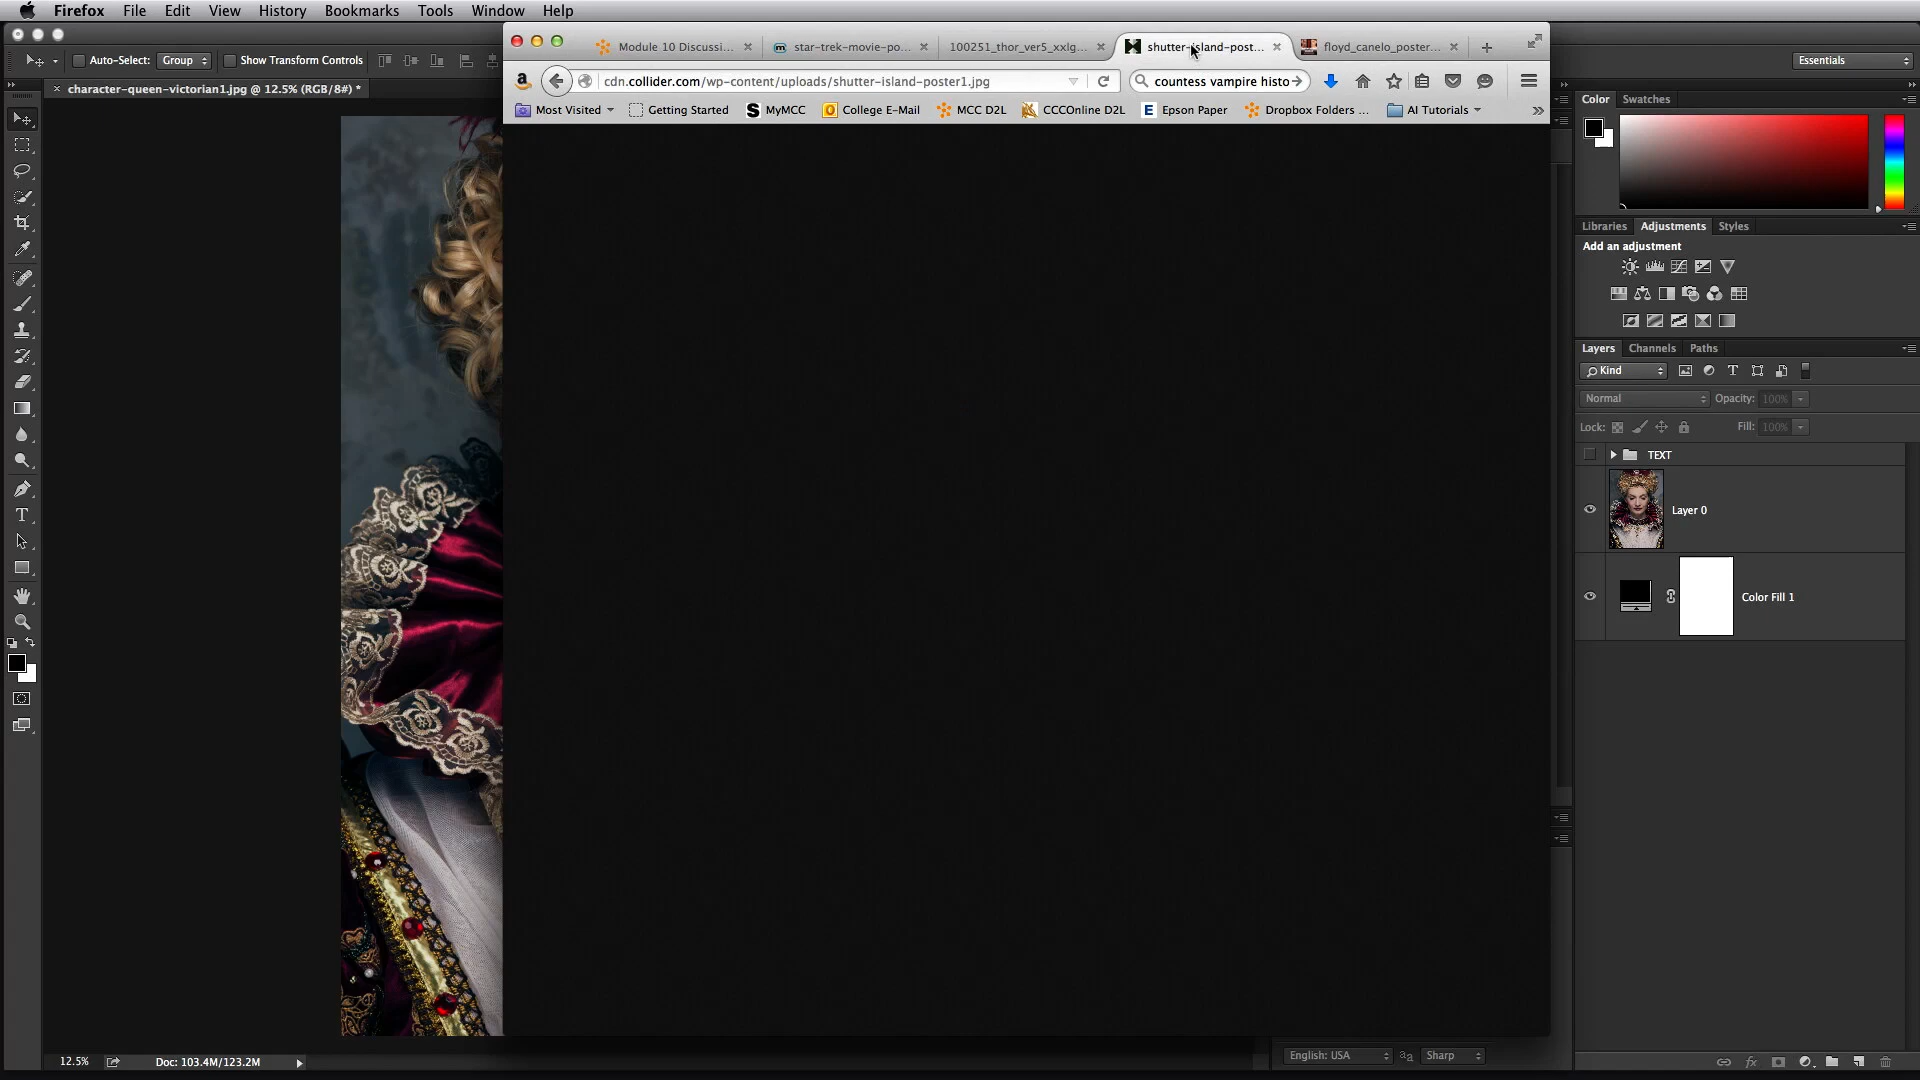 Firefox File Edit View History Bookmarks Tools Window Help
Module 10 Discussi... star-trek-movie-po... 100251_thor_ver5_xxlg... shutter-island-post... floyd_canelo_poster...
Group Show Transform Controls
Auto-Select:
Essentials
cdn.collider.com/wp-content/uploads/shutter-island-poster1.jpg
countess vampire histo
character-queen-victorian1.jpg @ 12.5% (RGB/8#) *
Most Visited Getting Started MyMCC College E-Mail MCC D2L CCCOnline D2L Epson Paper Dropbox Folders ... AI Tutorials
Color Swatches
Libraries Adjustments Styles
Add an adjustment
Layers Channels Paths
Kind
Normal Opacity: 100%
Lock: Fill: 100%
TEXT
Layer 0
Color Fill 1
12.5% Doc: 103.4M/123.2M
English: USA aa Sharp